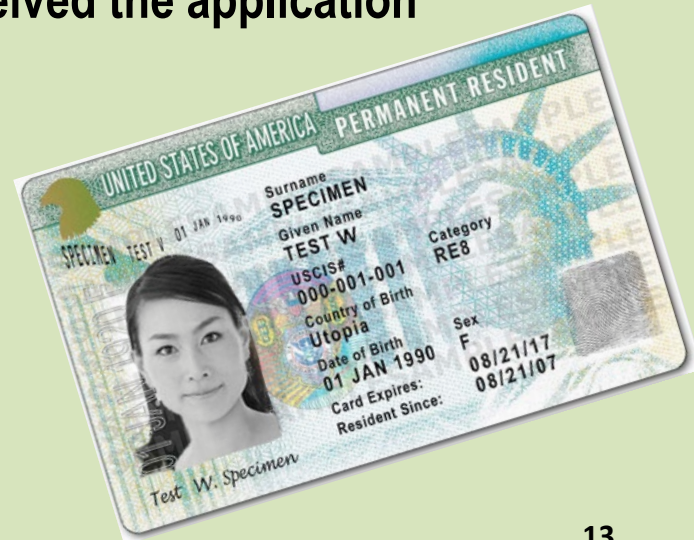 eived the application
UNITED STATES OF AMERICA PERMANENT RESIDENT
SPECIMEN TEST V 01 JAN 1990
Surname
SPECIMEN
Given Name
TEST W
USCIS# Category
000-001-001 RE8
Country of Birth
Utopia
Date of Birth Sex
01 JAN 1990 F
Card Expires: 08/21/17
Resident Since: 08/21/07
Test W. Specimen
13